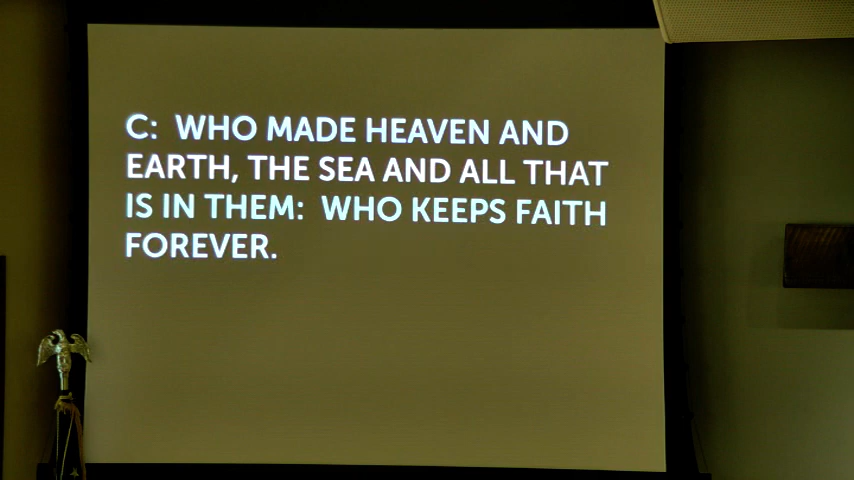 C: WHO MADE HEAVEN AND
EARTH, THE SEA AND ALL THAT
IS IN THEM: WHO KEEPS FAITH
FOREVER.